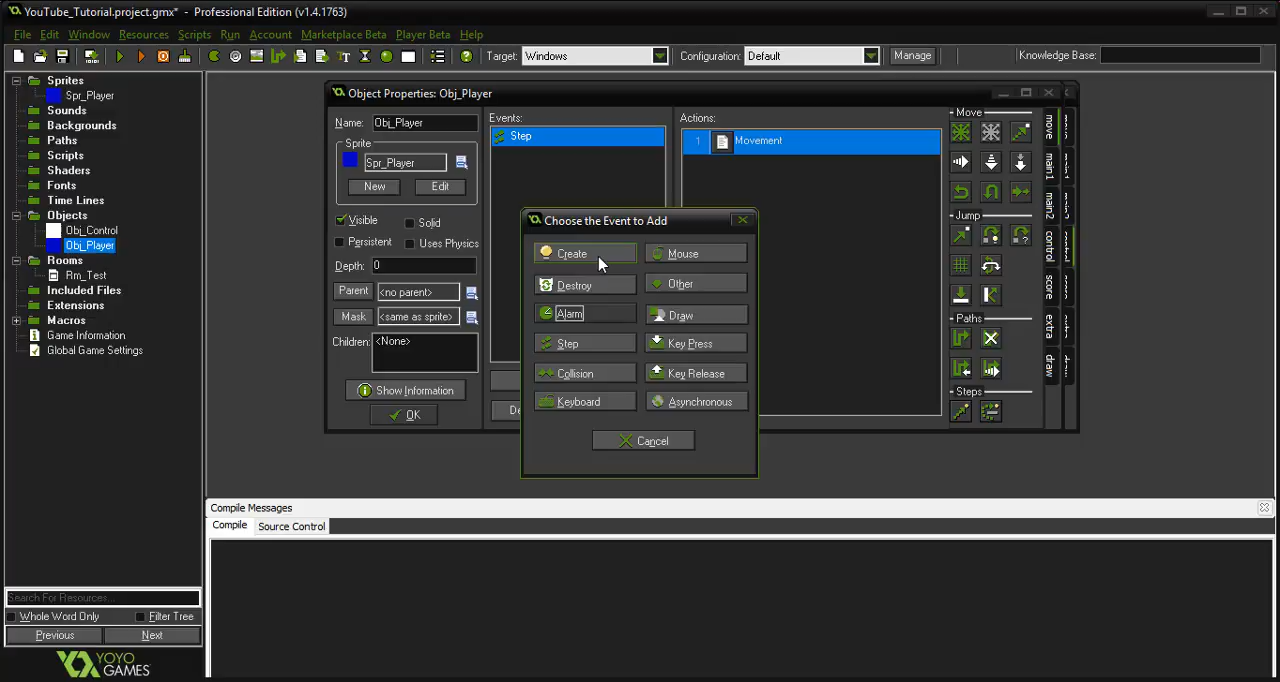 YouTube_Tutorial.project.gmx* - Professional Edition (v1.4.1763)
File Edit Window Resources Scripts Run Account Marketplace Beta Player Beta Help
Target: Windows Configuration: Default Manage Knowledge Base:
Sprites
Spr_Player
Sounds
Backgrounds
Paths
Scripts
Shaders
Fonts
Time Lines
Objects
Obj_Control
Obj_Player
Rooms
Rm_Test
Included Files
Extensions
Macros
Game Information
Global Game Settings
Search For Resources...
Whole Word Only Filter Tree
Previous Next
YOYO
GAMES
Object Properties: Obj_Player
Name: Obj_Player
Sprite
Spr_Player
New Edit
Visible Solid
Persistent Uses Physics
Depth: 0
Parent <no parent>
Mask <same as sprite>
Children: <None>
Show Information
OK
Events:
Step
De
Actions:
1 Movement
Move
Jump
Paths
Steps
move
main1
main2
control
score
extra
draw
Choose the Event to Add
Create Mouse
Destroy Other
Alarm Draw
Step Key Press
Collision Key Release
Keyboard Asynchronous
Cancel
Compile Messages
Compile Source Control